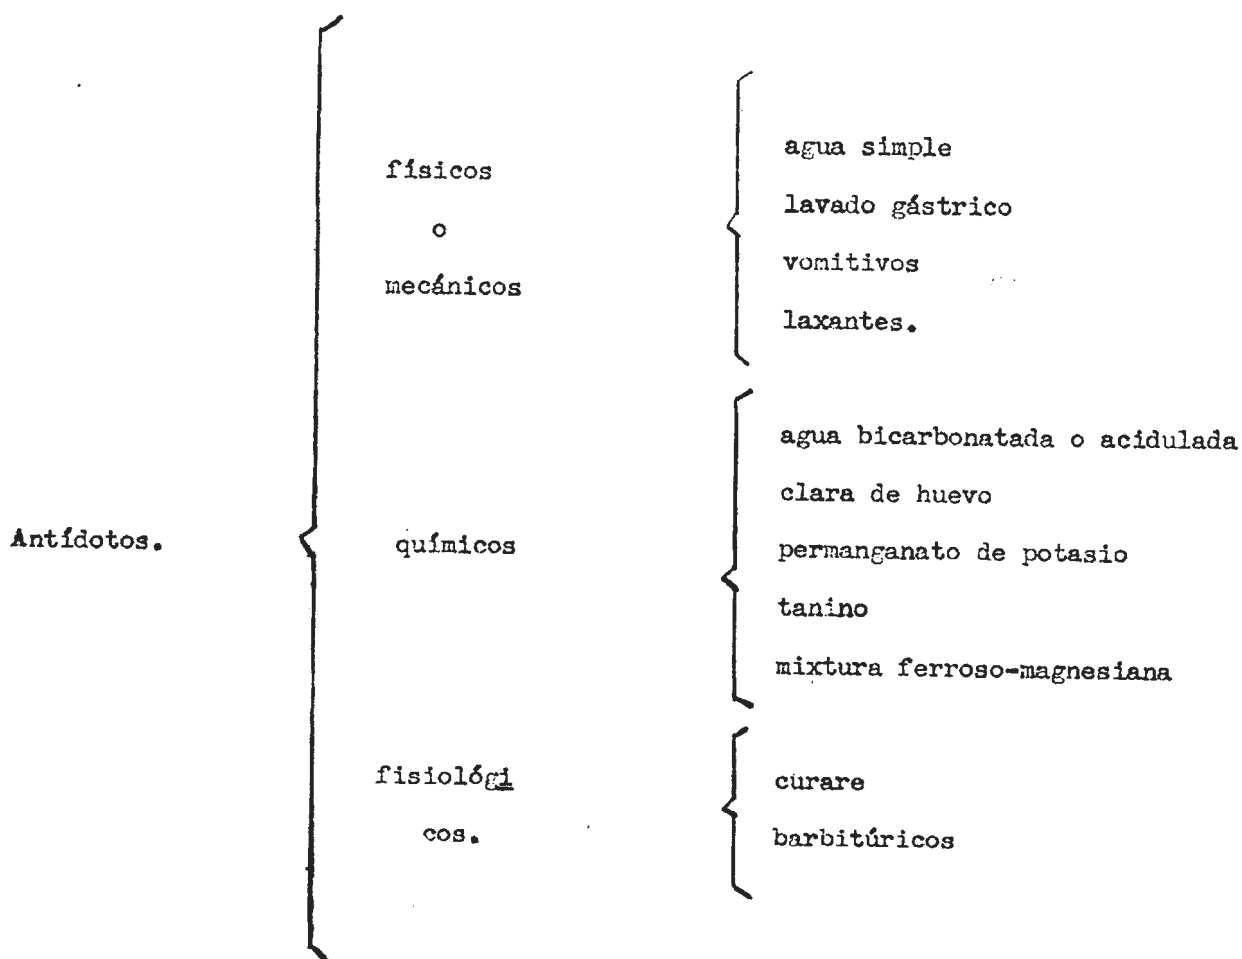 Antídotos.
físicos
o
mecánicos
agua simple
lavado gástrico
vomitivos
laxantes.
químicos
agua bicarbonatada o acidulada
clara de huevo
permanganato de potasio
tanino
mixtura ferroso-magnesiana
fisiológi
cos.
curare
barbitúricos